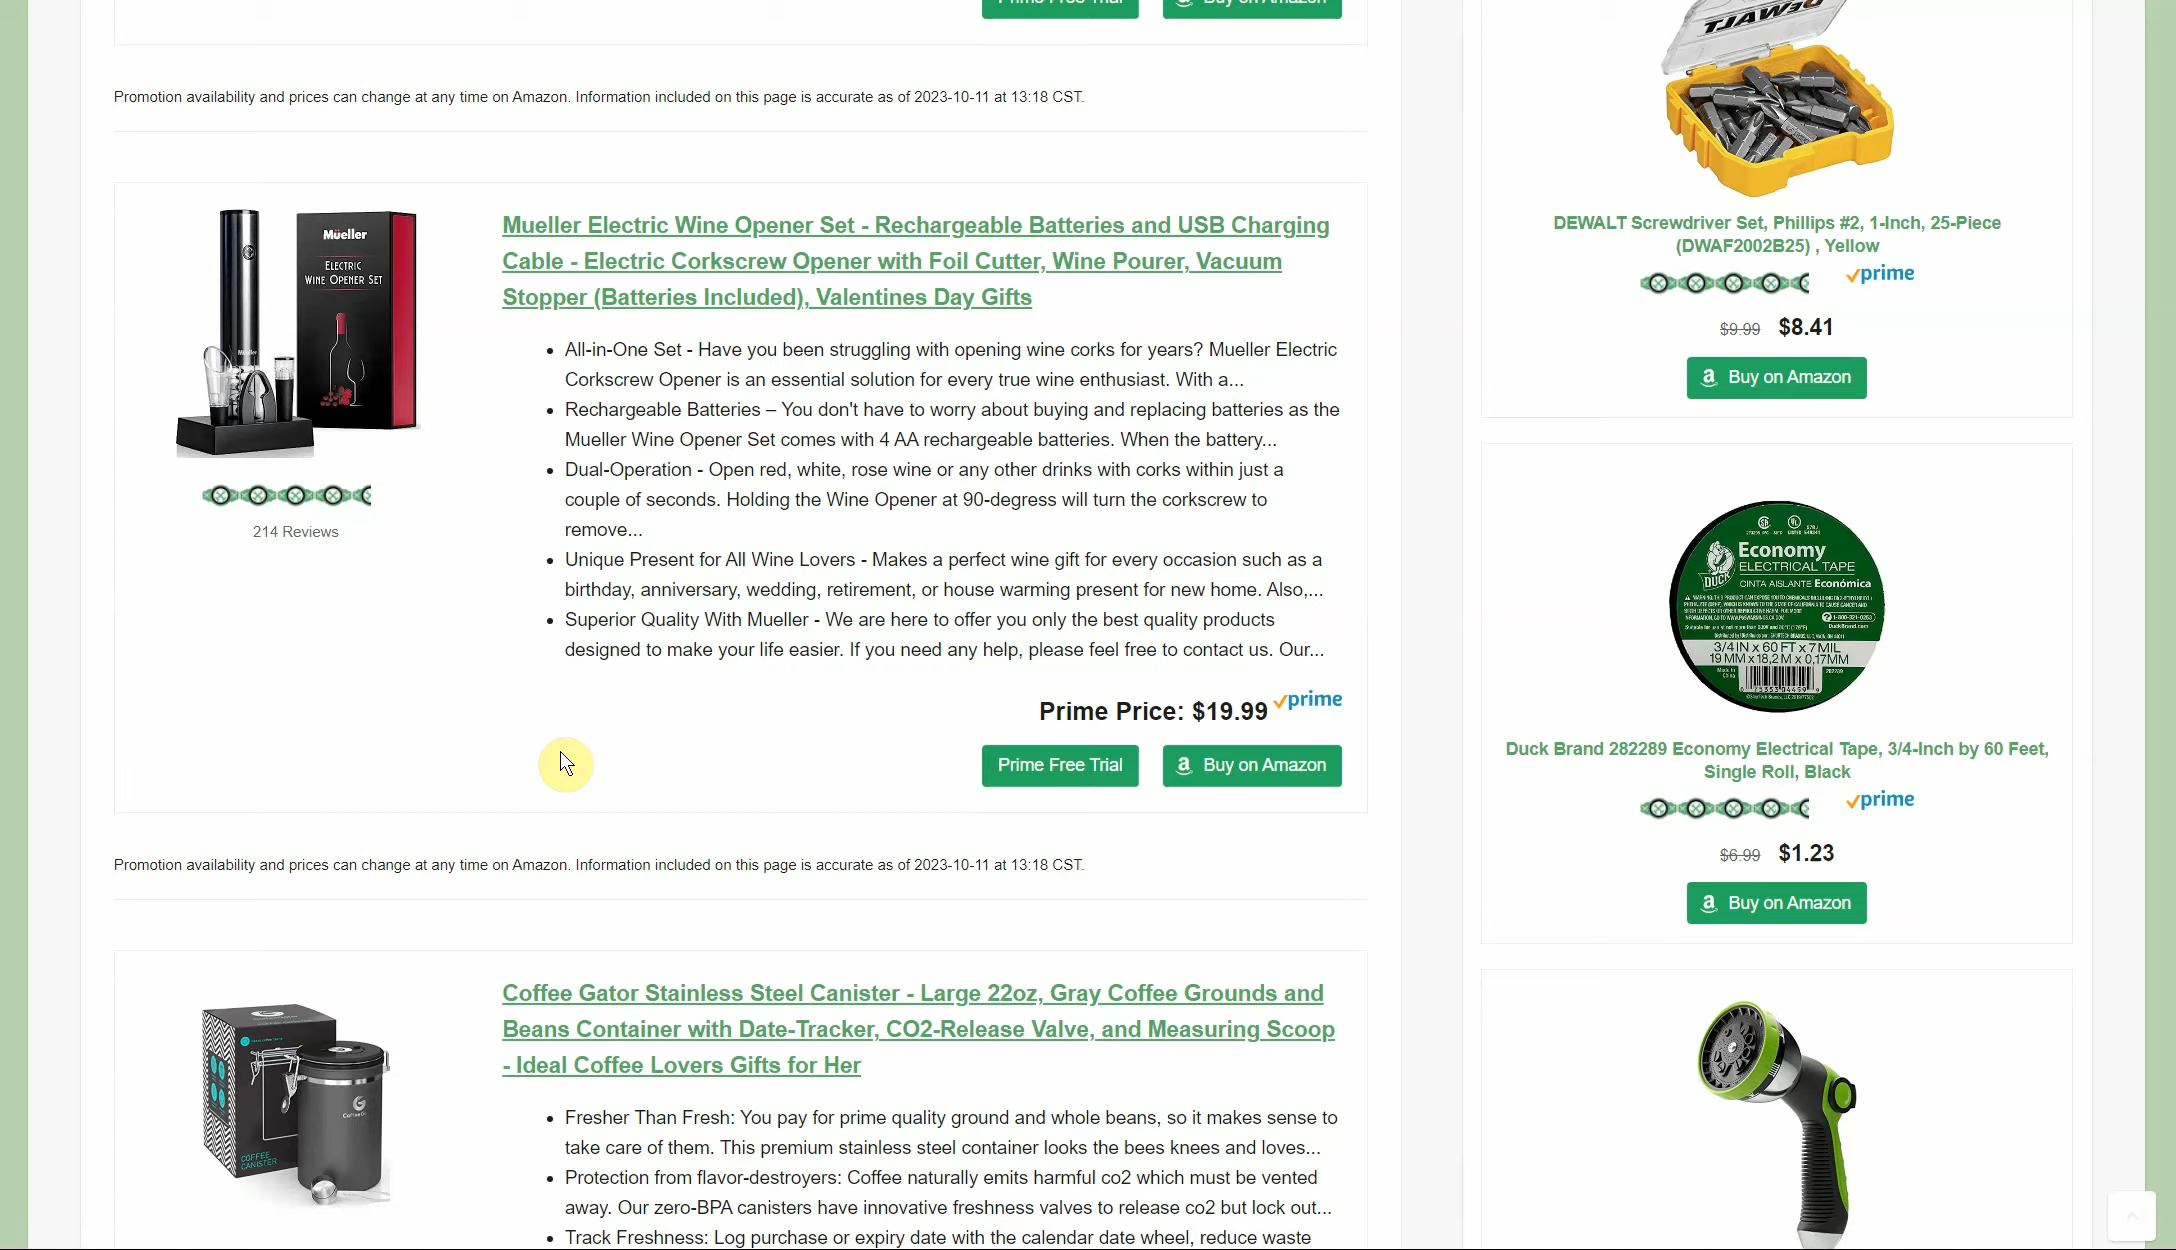 Promotion availability and prices can change at any time on Amazon. Information included on this page is accurate as of 2023-10-11 at 13:18 CST.
Mueller
ELECTRIC
WINE OPENER SET
214 Reviews
Mueller Electric Wine Opener Set - Rechargeable Batteries and USB Charging
Cable - Electric Corkscrew Opener with Foil Cutter, Wine Pourer, Vacuum
Stopper (Batteries Included), Valentines Day Gifts
All-in-One Set - Have you been struggling with opening wine corks for years? Mueller Electric
Corkscrew Opener is an essential solution for every true wine enthusiast. With a...
Rechargeable Batteries – You don't have to worry about buying and replacing batteries as the
Mueller Wine Opener Set comes with 4 AA rechargeable batteries. When the battery...
Dual-Operation - Open red, white, rose wine or any other drinks with corks within just a
couple of seconds. Holding the Wine Opener at 90-degress will turn the corkscrew to
remove...
Unique Present for All Wine Lovers - Makes a perfect wine gift for every occasion such as a
birthday, anniversary, wedding, retirement, or house warming present for new home. Also,...
Superior Quality With Mueller - We are here to offer you only the best quality products
designed to make your life easier. If you need any help, please feel free to contact us. Our...
Prime Price: $19.99 prime
Prime Free Trial
Buy on Amazon
Promotion availability and prices can change at any time on Amazon. Information included on this page is accurate as of 2023-10-11 at 13:18 CST.
COFFEE
CANISTER
Coffee Gator Stainless Steel Canister - Large 22oz, Gray Coffee Grounds and
Beans Container with Date-Tracker, CO2-Release Valve, and Measuring Scoop
- Ideal Coffee Lovers Gifts for Her
Fresher Than Fresh: You pay for prime quality ground and whole beans, so it makes sense to
take care of them. This premium stainless steel container looks the bees knees and loves...
Protection from flavor-destroyers: Coffee naturally emits harmful co2 which must be vented
away. Our zero-BPA canisters have innovative freshness valves to release co2 but lock out...
Track Freshness: Log purchase or expiry date with the calendar date wheel, reduce waste
DEWALT
DEWALT Screwdriver Set, Phillips #2, 1-Inch, 25-Piece
(DWAF2002B25) , Yellow
prime
$9.99 $8.41
Buy on Amazon
DUCK
Economy
ELECTRICAL TAPE
CINTA AISLANTE Económica
1-800-321-0253
DuckBrand.com
3/4 IN x 60 FT x 7 MIL
19 MM x 18,2 M x 0,17MM
Duck Brand 282289 Economy Electrical Tape, 3/4-Inch by 60 Feet,
Single Roll, Black
prime
$6.99 $1.23
Buy on Amazon